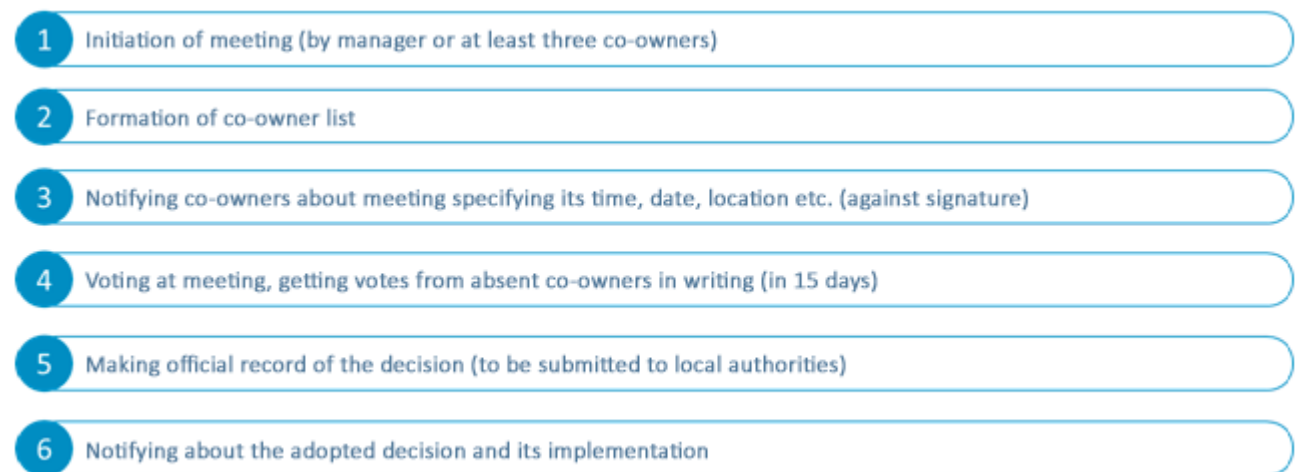 1 Initiation of meeting (by manager or at least three co-owners)
2 Formation of co-owner list
3 Notifying co-owners about meeting specifying its time, date, location etc. (against signature)
4 Voting at meeting, getting votes from absent co-owners in writing (in 15 days)
5 Making official record of the decision (to be submitted to local authorities)
6 Notifying about the adopted decision and its implementation